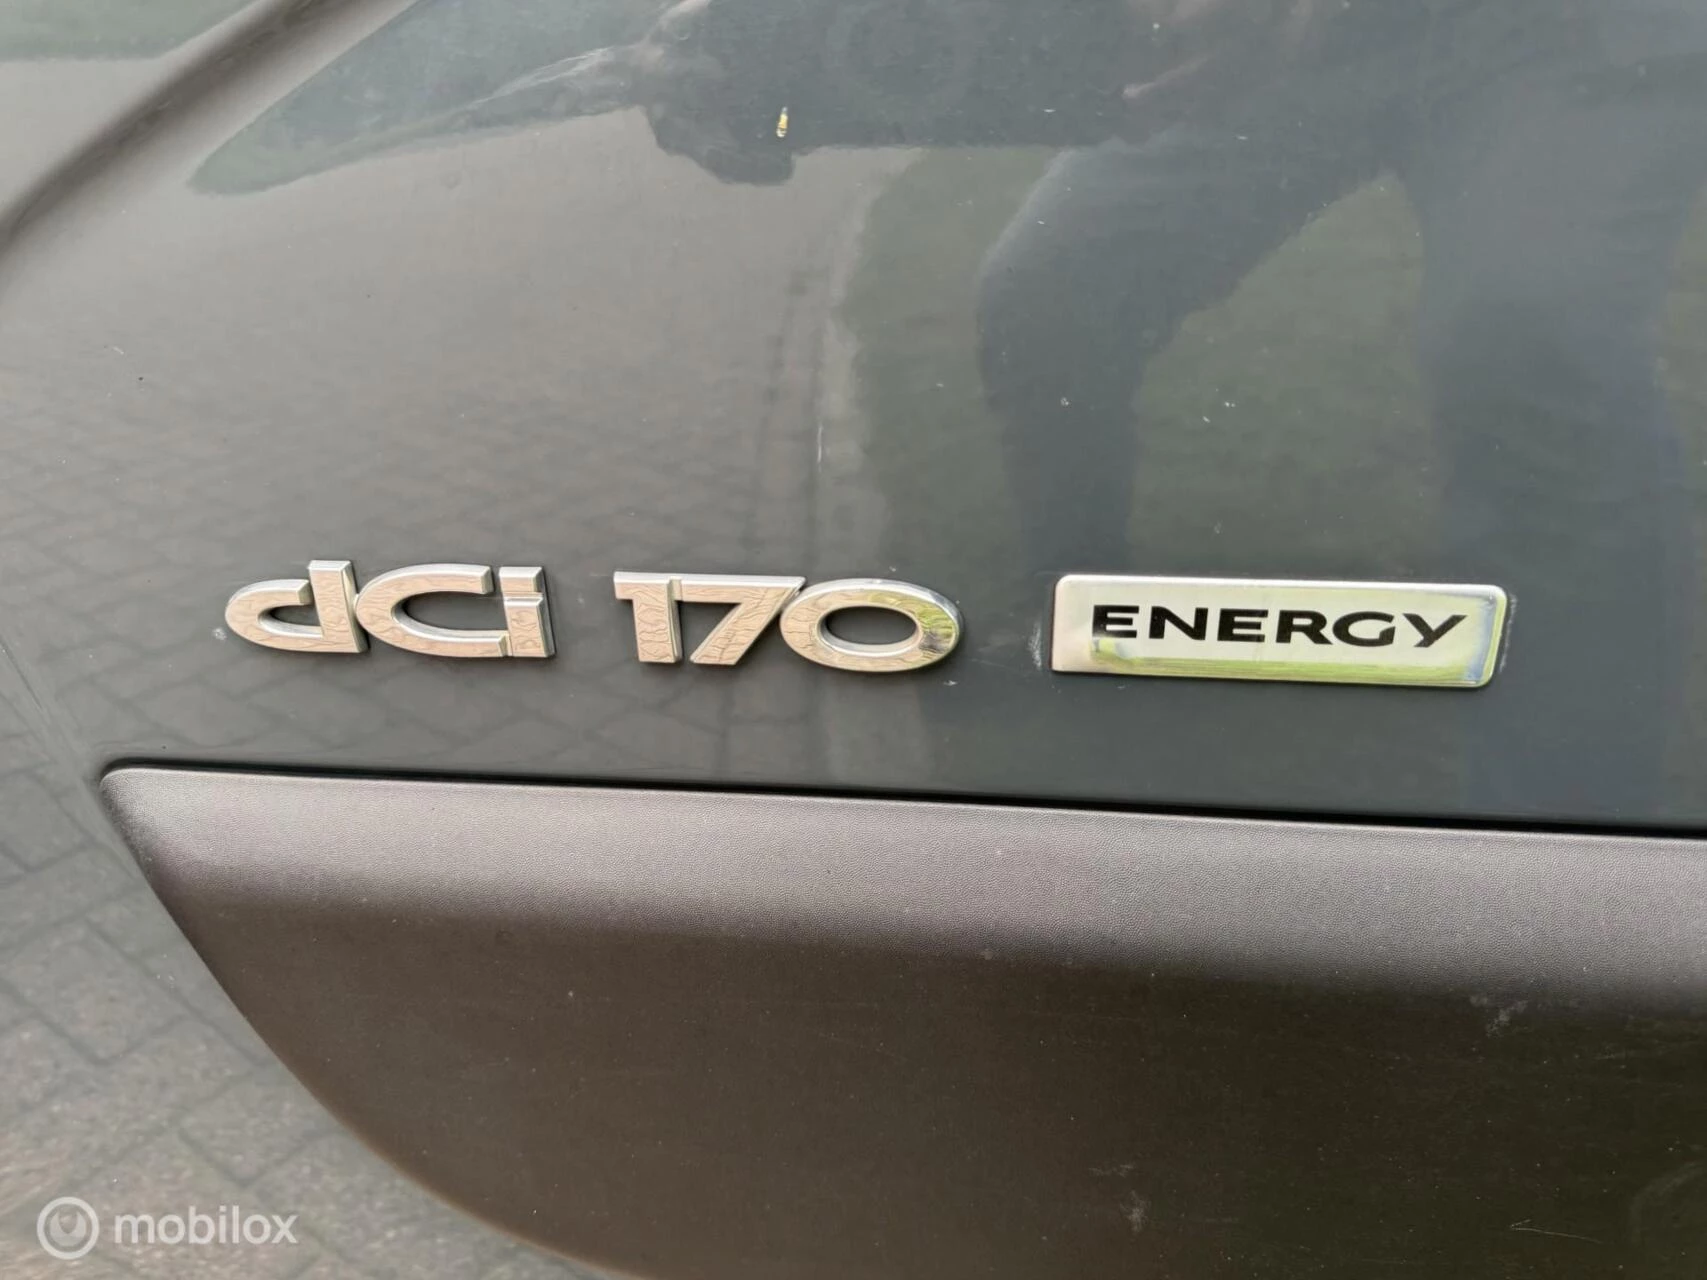 dCi 170 ENERGY
mobilox